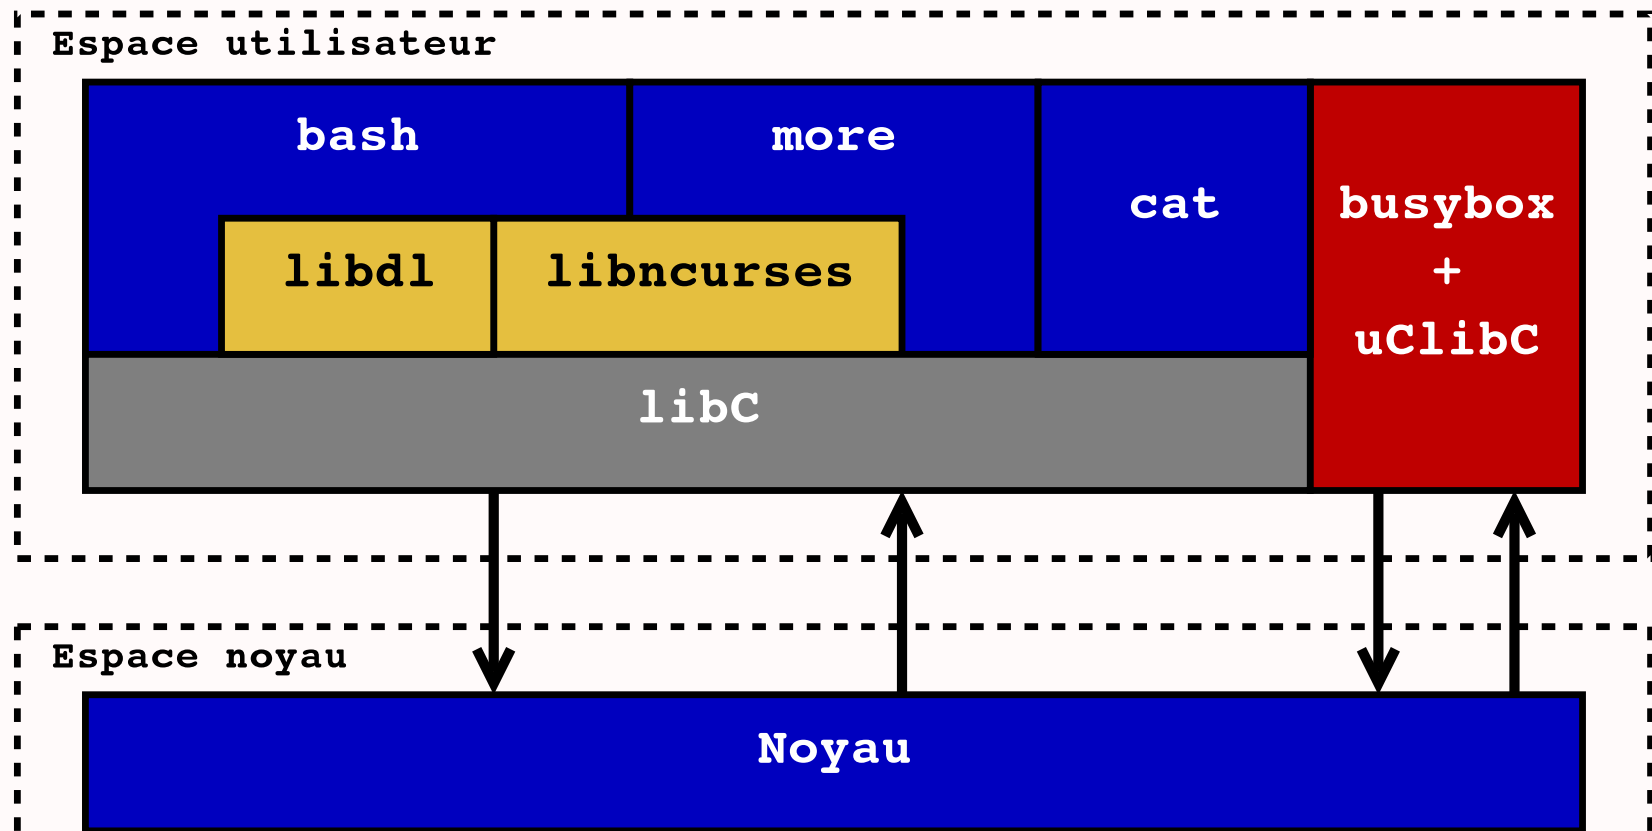 Espace utilisateur
bash
more
cat
busybox
+
uClibC
libdl
libncurses
libC
Espace noyau
Noyau